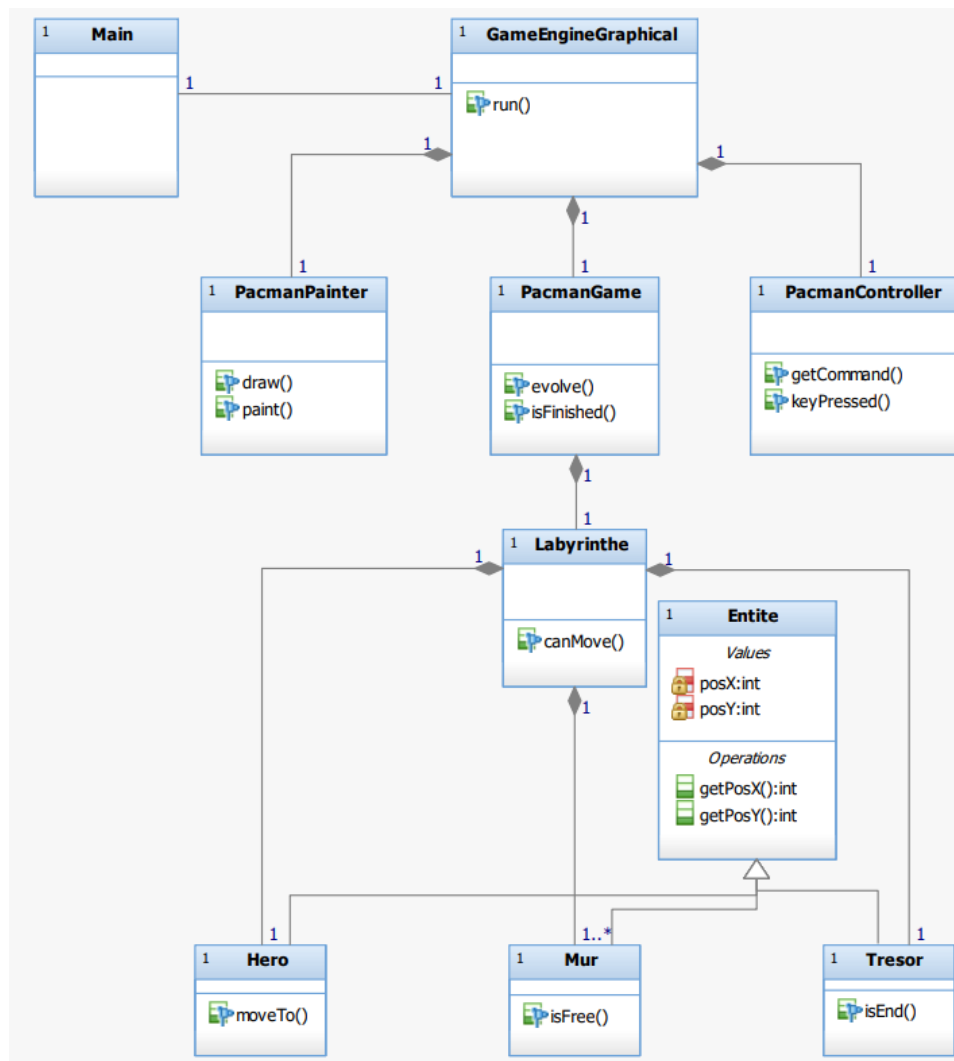 1 Main
1 GameEngineGraphical
run()
1
1
1
1
1
1
1
1
1 PacmanPainter
draw()
paint()
1 PacmanGame
evolve()
isFinished()
1 PacmanController
getCommand()
keyPressed()
1
1
1 Labyrinthe
canMove()
1
1
1
1 Entite
Values
posX:int
posY:int
Operations
getPosX():int
getPosY():int
1
1..*
1
1 Hero
moveTo()
1 Mur
isFree()
1 Tresor
isEnd()